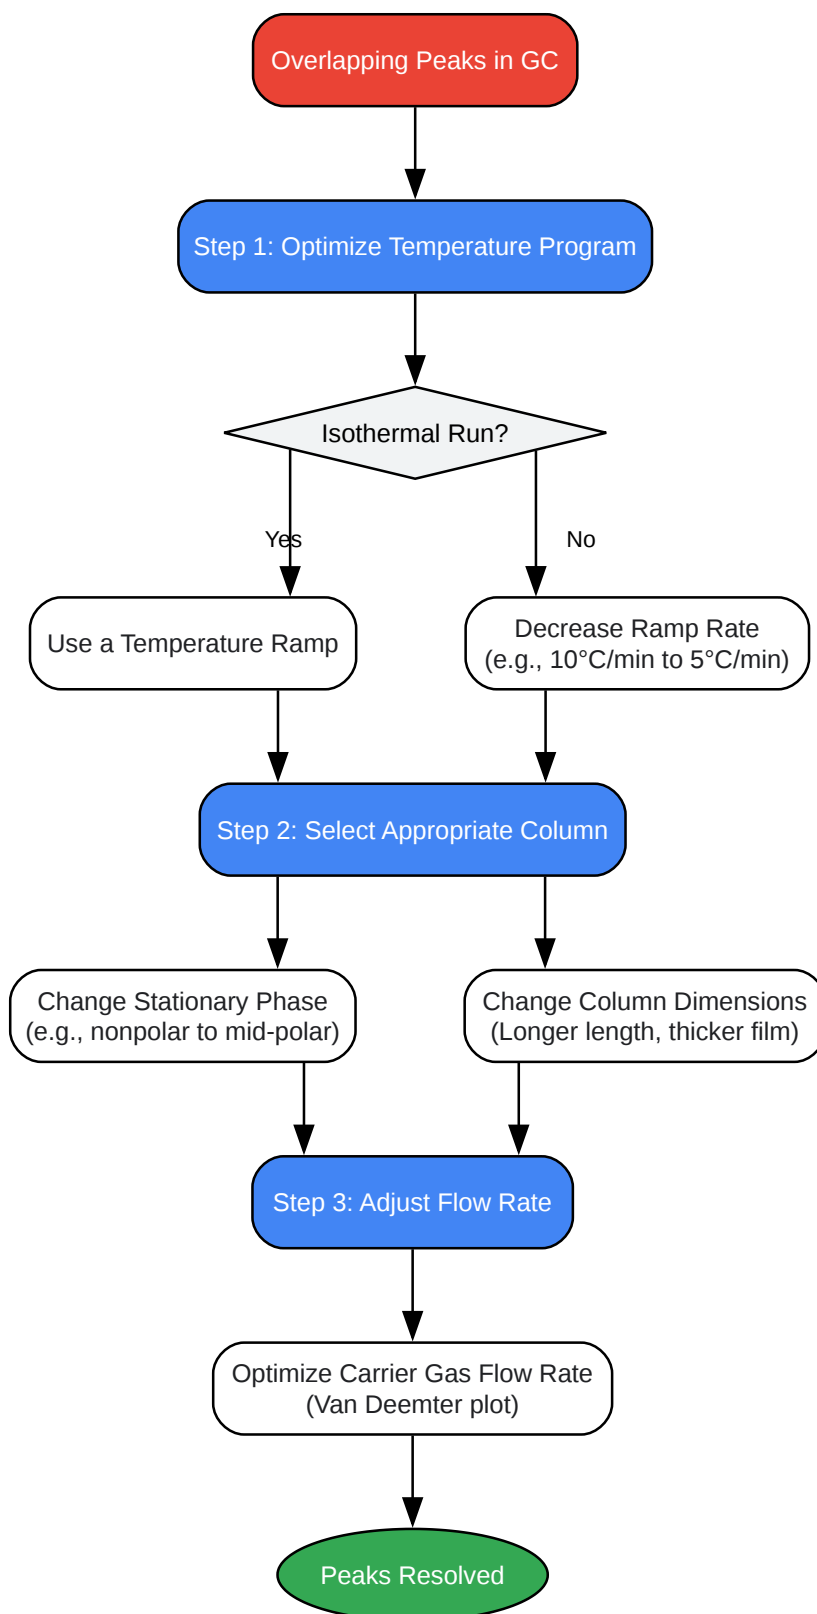 Overlapping Peaks in GC
Step 1: Optimize Temperature Program
Isothermal Run?
Yes
No
Use a Temperature Ramp
Decrease Ramp Rate
(e.g., 10°C/min to 5°C/min)
Step 2: Select Appropriate Column
Change Stationary Phase
(e.g., nonpolar to mid-polar)
Change Column Dimensions
(Longer length, thicker film)
Step 3: Adjust Flow Rate
Optimize Carrier Gas Flow Rate
(Van Deemter plot)
Peaks Resolved